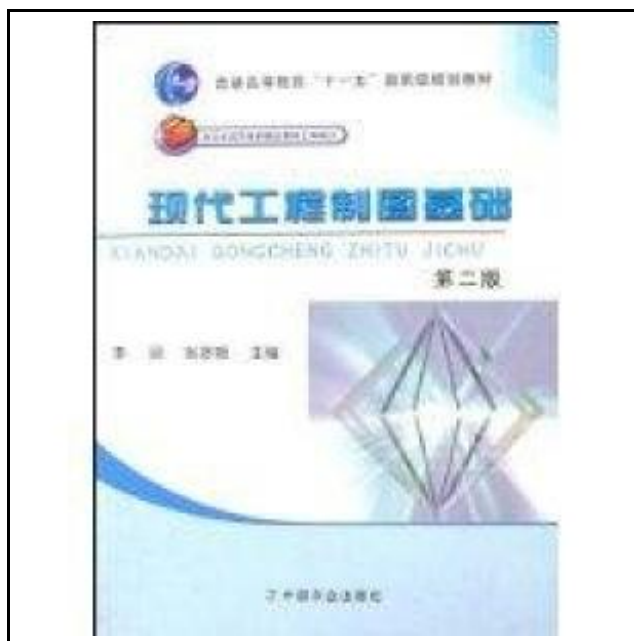 普通高等教育“十一五”国家级规划教材
现代工程制图基础
XIANDAI GONGCHENG ZHITU JICHU
第二版
主编
中国农业出版社